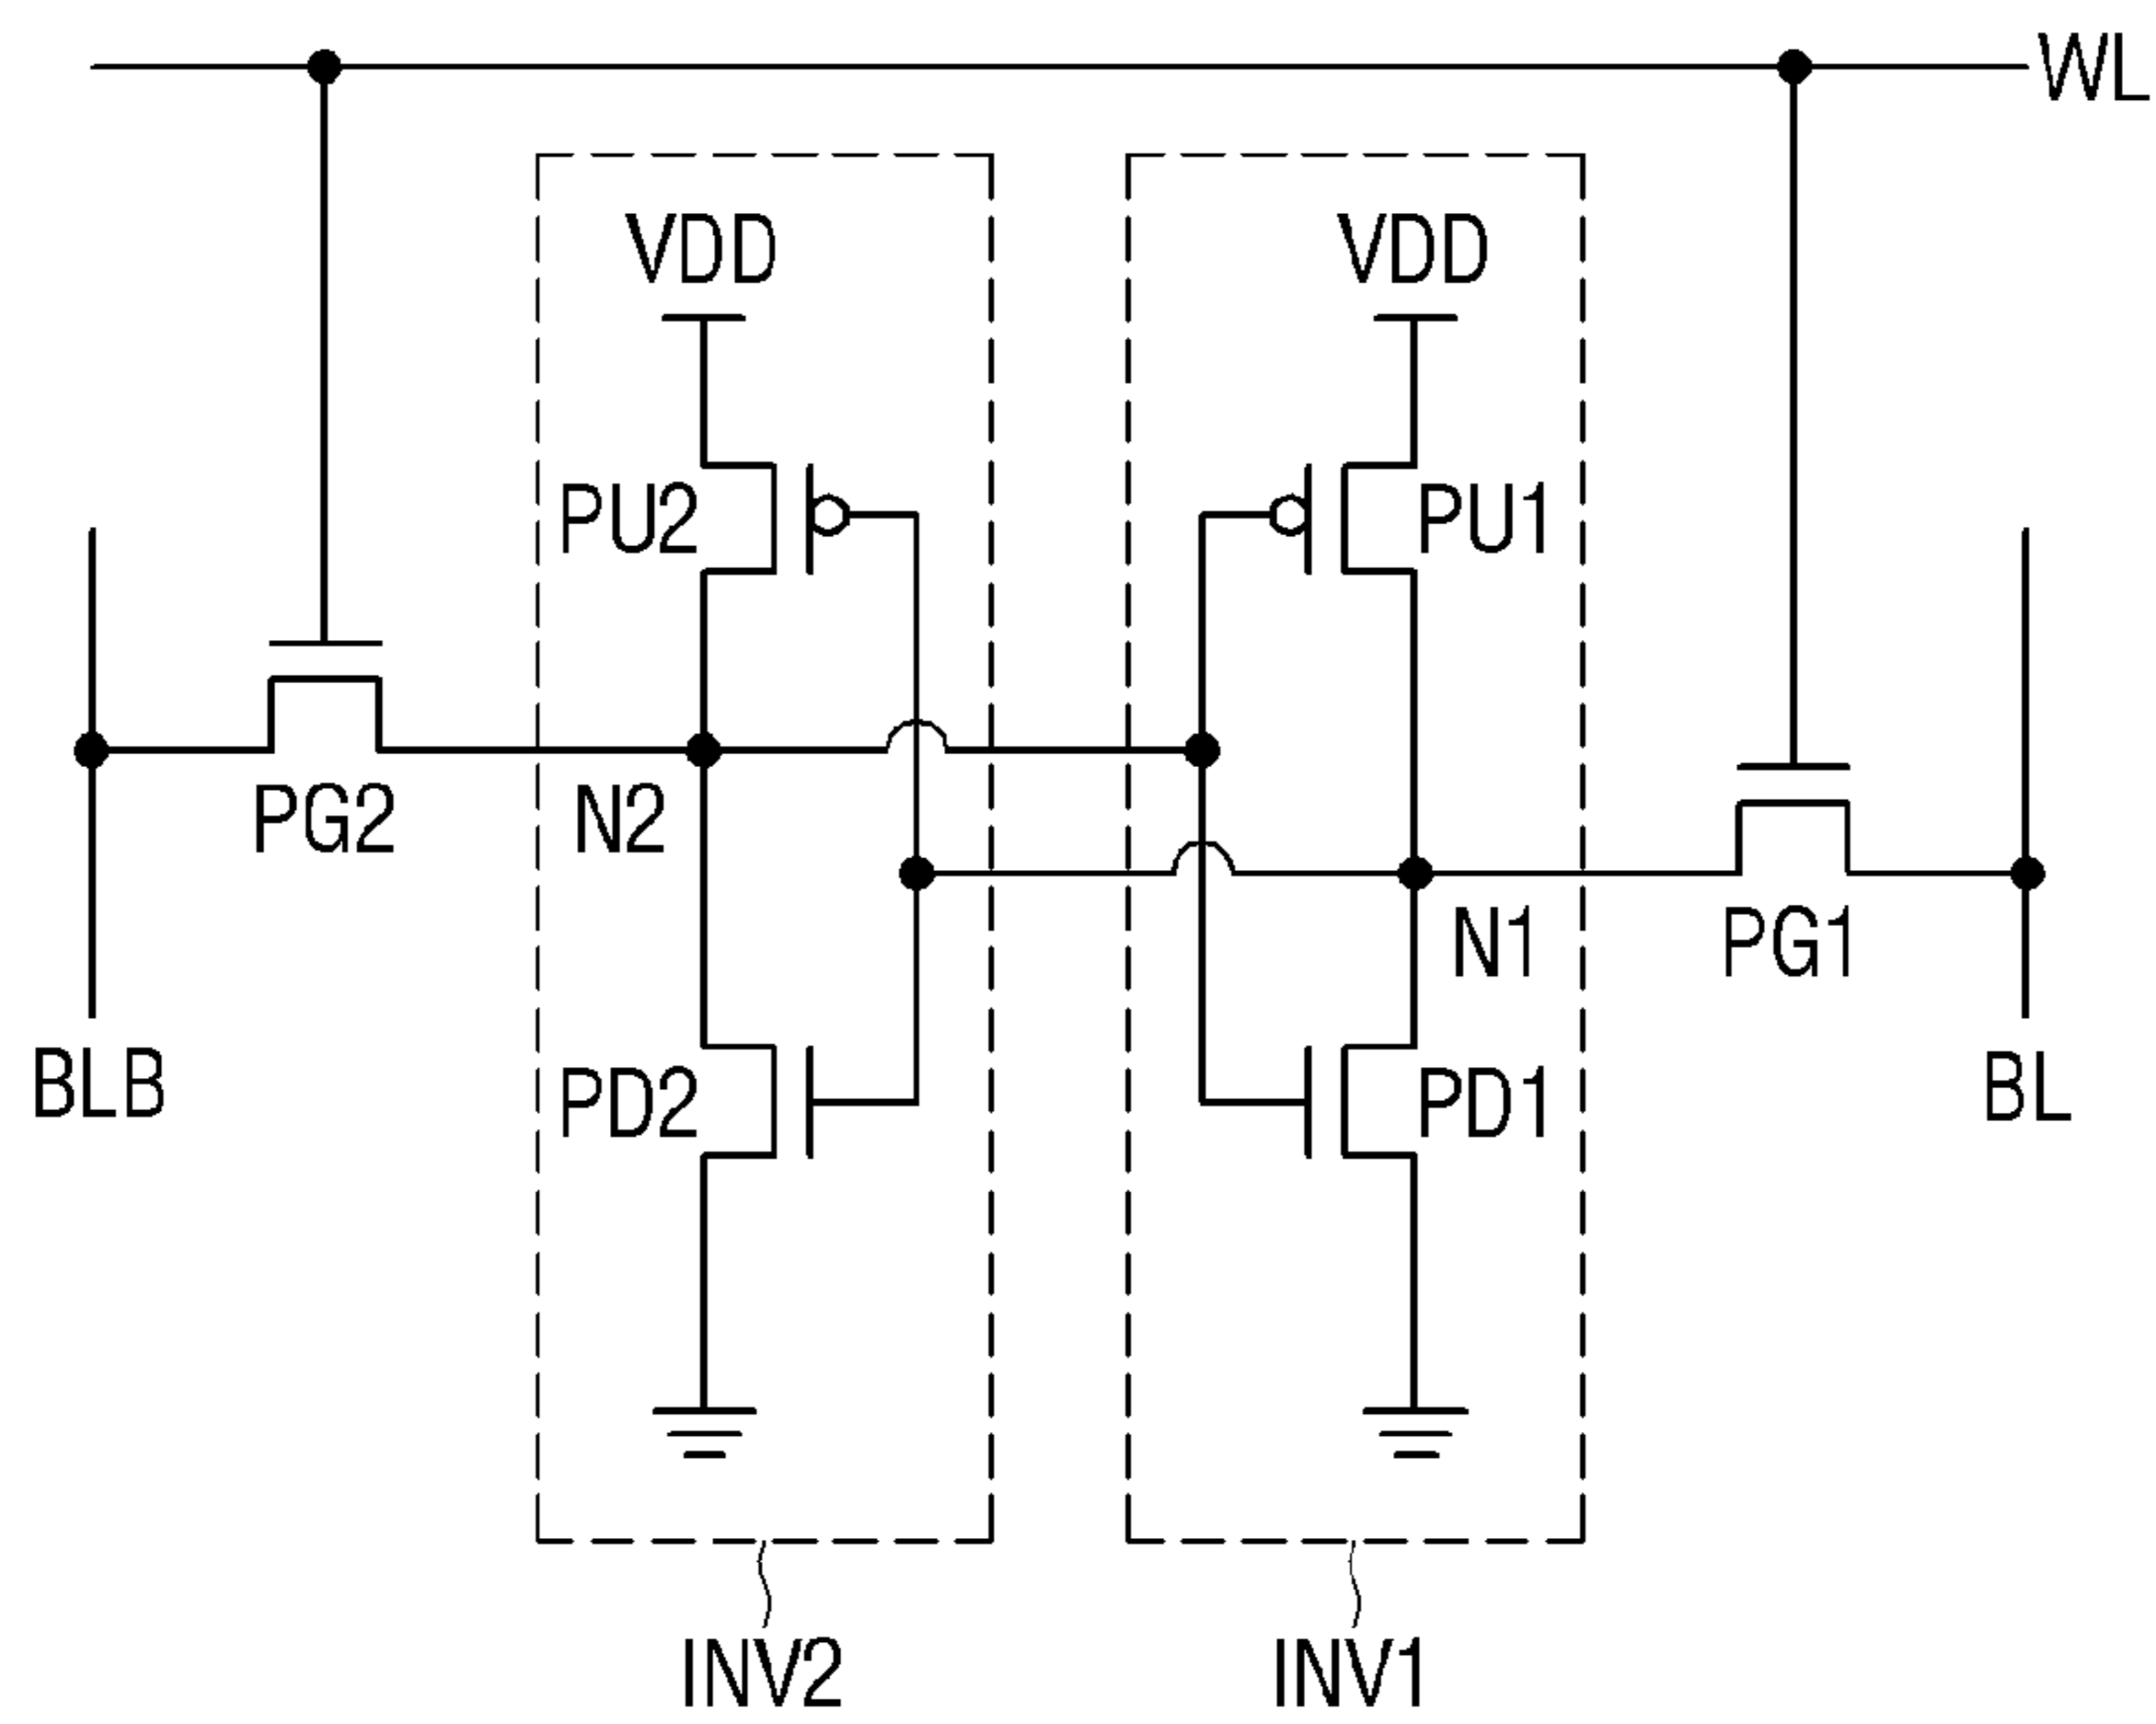 WL
VDD VDD
PU2 PU1
PG2 N2
N1 PG1
BLB PD2 PD1 BL
INV2 INV1